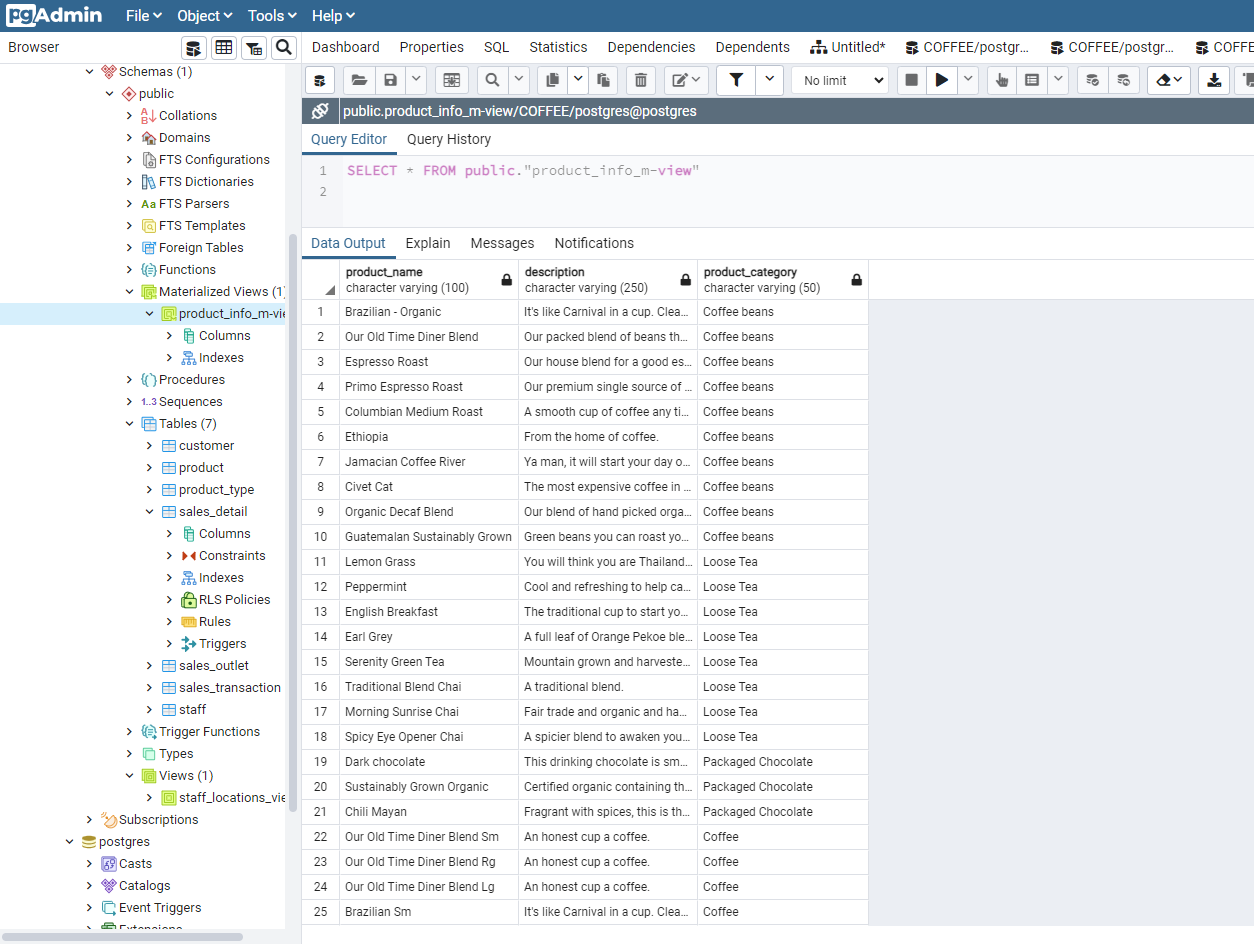 pgAdmin File Object Tools Help
Browser
Dashboard Properties SQL Statistics Dependencies Dependents Untitled* COFFEE/postgr... COFFEE/postgr... COFFE
No limit
public.product_info_m-view/COFFEE/postgres@postgres
Query Editor Query History
1 SELECT * FROM public."product_info_m-view"
2
Schemas (1)
public
Collations
Domains
FTS Configurations
FTS Dictionaries
Aa FTS Parsers
FTS Templates
Foreign Tables
Functions
Materialized Views (1)
product_info_m-vie
Columns
Indexes
Procedures
1..3 Sequences
Tables (7)
customer
product
product_type
sales_detail
Columns
Constraints
Indexes
RLS Policies
Rules
Triggers
sales_outlet
sales_transaction
staff
Trigger Functions
Types
Views (1)
staff_locations_vie
Subscriptions
postgres
Casts
Catalogs
Event Triggers
Extensions
Data Output Explain Messages Notifications
product_name description product_category
character varying (100) character varying (250) character varying (50)
1 Brazilian - Organic It's like Carnival in a cup. Clea... Coffee beans
2 Our Old Time Diner Blend Our packed blend of beans th... Coffee beans
3 Espresso Roast Our house blend for a good es... Coffee beans
4 Primo Espresso Roast Our premium single source of ... Coffee beans
5 Columbian Medium Roast A smooth cup of coffee any ti... Coffee beans
6 Ethiopia From the home of coffee. Coffee beans
7 Jamacian Coffee River Ya man, it will start your day o... Coffee beans
8 Civet Cat The most expensive coffee in ... Coffee beans
9 Organic Decaf Blend Our blend of hand picked orga... Coffee beans
10 Guatemalan Sustainably Grown Green beans you can roast yo... Coffee beans
11 Lemon Grass You will think you are Thailand... Loose Tea
12 Peppermint Cool and refreshing to help ca... Loose Tea
13 English Breakfast The traditional cup to start yo... Loose Tea
14 Earl Grey A full leaf of Orange Pekoe ble... Loose Tea
15 Serenity Green Tea Mountain grown and harveste... Loose Tea
16 Traditional Blend Chai A traditional blend. Loose Tea
17 Morning Sunrise Chai Fair trade and organic and ha... Loose Tea
18 Spicy Eye Opener Chai A spicier blend to awaken you... Loose Tea
19 Dark chocolate This drinking chocolate is sm... Packaged Chocolate
20 Sustainably Grown Organic Certified organic containing th... Packaged Chocolate
21 Chili Mayan Fragrant with spices, this is th... Packaged Chocolate
22 Our Old Time Diner Blend Sm An honest cup a coffee. Coffee
23 Our Old Time Diner Blend Rg An honest cup a coffee. Coffee
24 Our Old Time Diner Blend Lg An honest cup a coffee. Coffee
25 Brazilian Sm It's like Carnival in a cup. Clea... Coffee